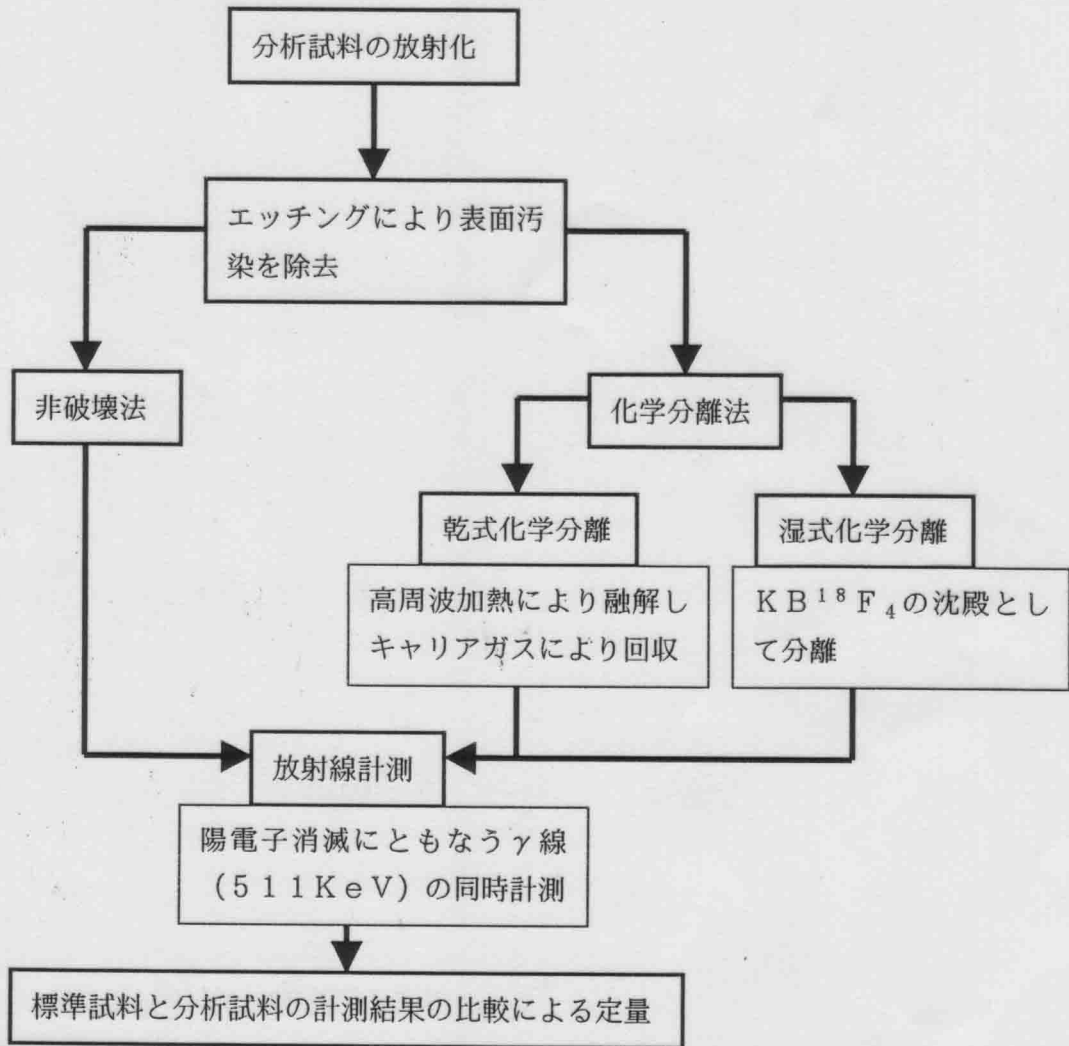 分析試料の放射化
エッチングにより表面汚
染を除去
非破壊法
化学分離法
乾式化学分離
高周波加熱により融解し
キャリアガスにより回収
湿式化学分離
ＫＢ¹⁸Ｆ₄の沈殿とし
て分離
放射線計測
陽電子消滅にともなうγ線
（５１１ＫｅＶ）の同時計測
標準試料と分析試料の計測結果の比較による定量